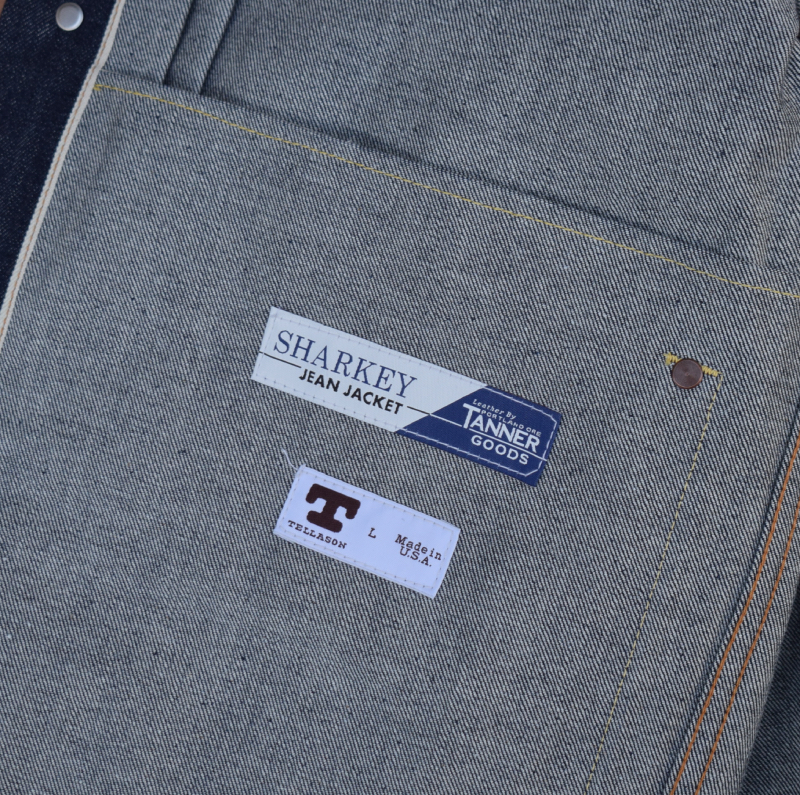 SHARKEY
JEAN JACKET
Leather By
PORTLAND ORE
TANNER
GOODS
T
TELLASON
L
Made in
U.S.A.